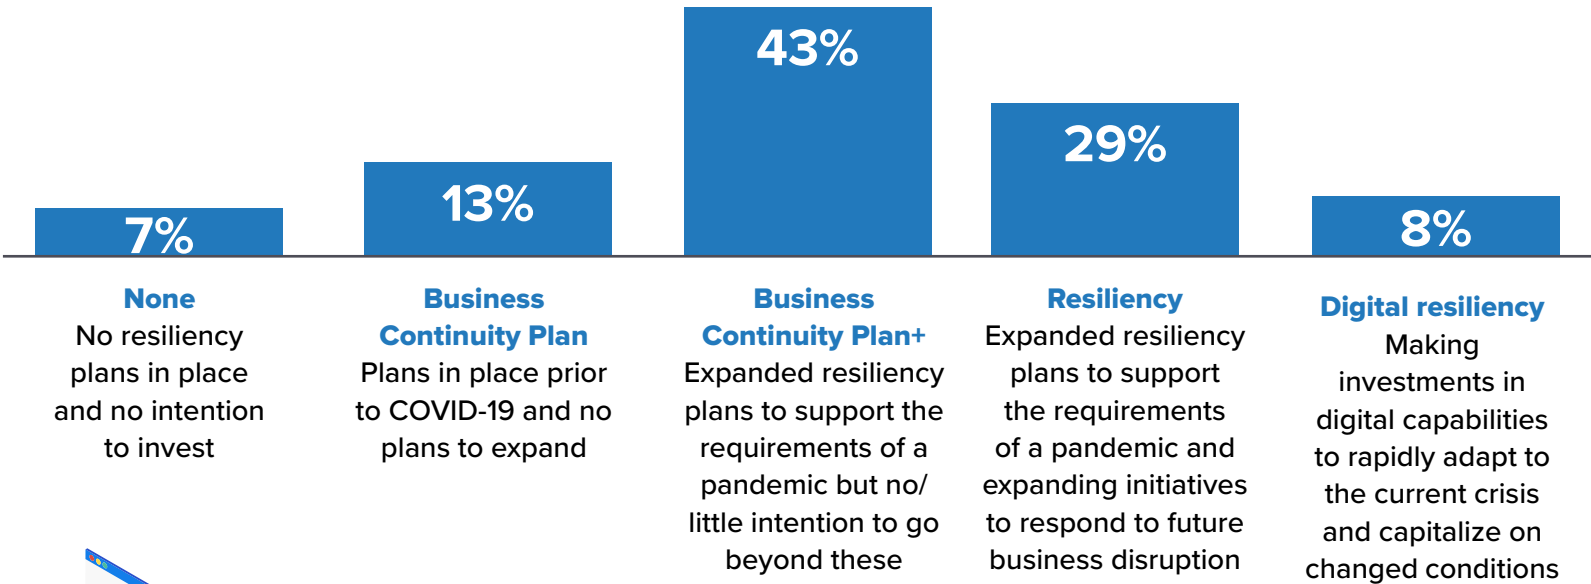 7%
13%
43%
29%
8%
None
No resiliency
plans in place
and no intention
to invest
Business
Continuity Plan
Plans in place prior
to COVID-19 and no
plans to expand
Business
Continuity Plan+
Expanded resiliency
plans to support the
requirements of a
pandemic but no/
little intention to go
beyond these
Resiliency
Expanded resiliency
plans to support
the requirements
of a pandemic and
expanding initiatives
to respond to future
business disruption
Digital resiliency
Making
investments in
digital capabilities
to rapidly adapt to
the current crisis
and capitalize on
changed conditions